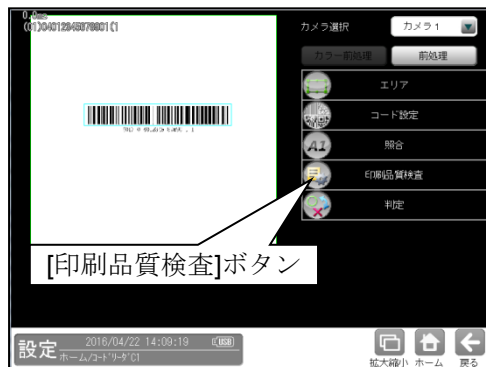 0.0ms
カメラ選択
カメラ1
カラー前処理
前処理
エリア
コード設定
照合
印刷品質検査
判定
[印刷品質検査]ボタン
設定
2016/04/22 14:09:19
USB
ホーム/コードリーダC1
拡大縮小
ホーム
戻る